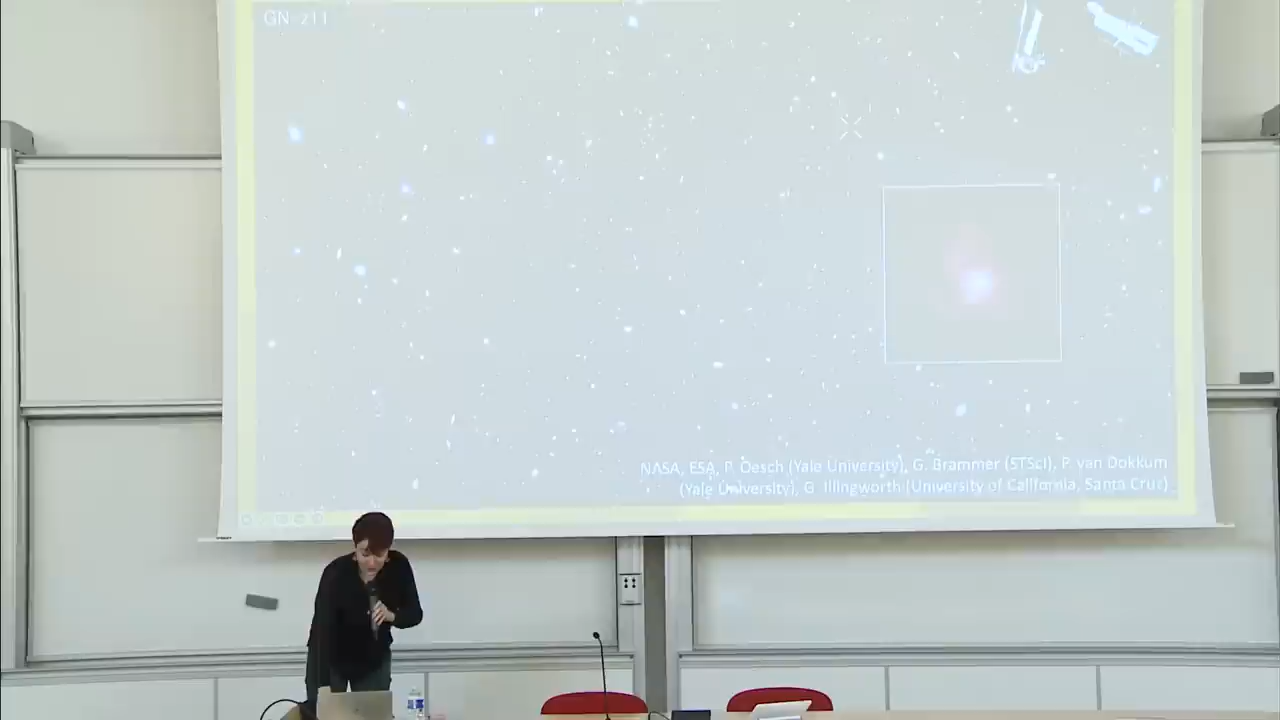 GN-z11
NASA, ESA, P. Oesch (Yale University), G. Brammer (STScI), P. van Dokkum
(Yale University), G. Illingworth (University of California, Santa Cruz)